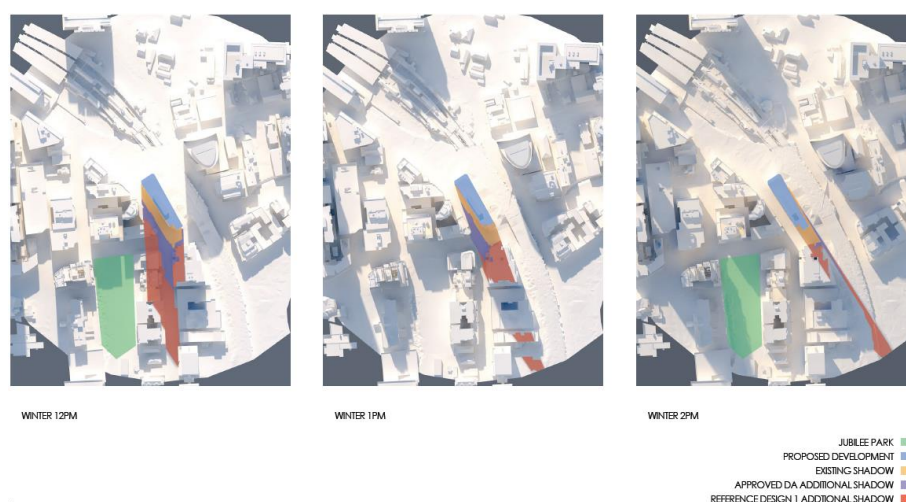 WINTER 12PM
WINTER 1PM
WINTER 2PM
JUBILEE PARK
PROPOSED DEVELOPMENT
EXISTING SHADOW
APPROVED DA ADDITIONAL SHADOW
REFERENCE DESIGN 1 ADDTIONAL SHADOW